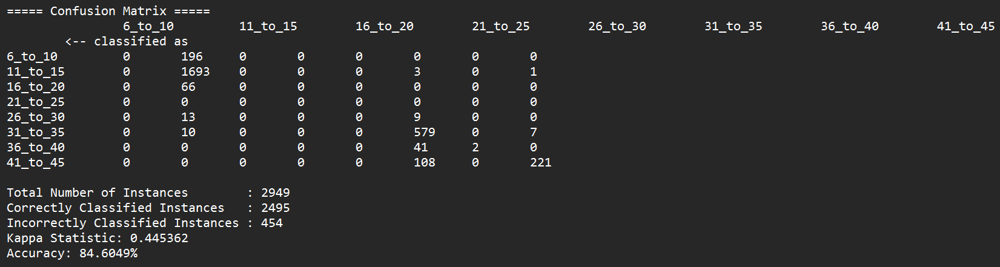 ===== Confusion Matrix =====
6_to_10 11_to_15 16_to_20 21_to_25 26_to_30 31_to_35 36_to_40 41_to_45
<-- classified as
6_to_10 0 196 0 0 0 0 0 0
11_to_15 0 1693 0 0 0 3 0 1
16_to_20 0 66 0 0 0 0 0 0
21_to_25 0 0 0 0 0 0 0 0
26_to_30 0 13 0 0 0 9 0 0
31_to_35 0 10 0 0 0 579 0 7
36_to_40 0 0 0 0 0 41 2 0
41_to_45 0 0 0 0 0 108 0 221
Total Number of Instances : 2949
Correctly Classified Instances : 2495
Incorrectly Classified Instances : 454
Kappa Statistic: 0.445362
Accuracy: 84.6049%